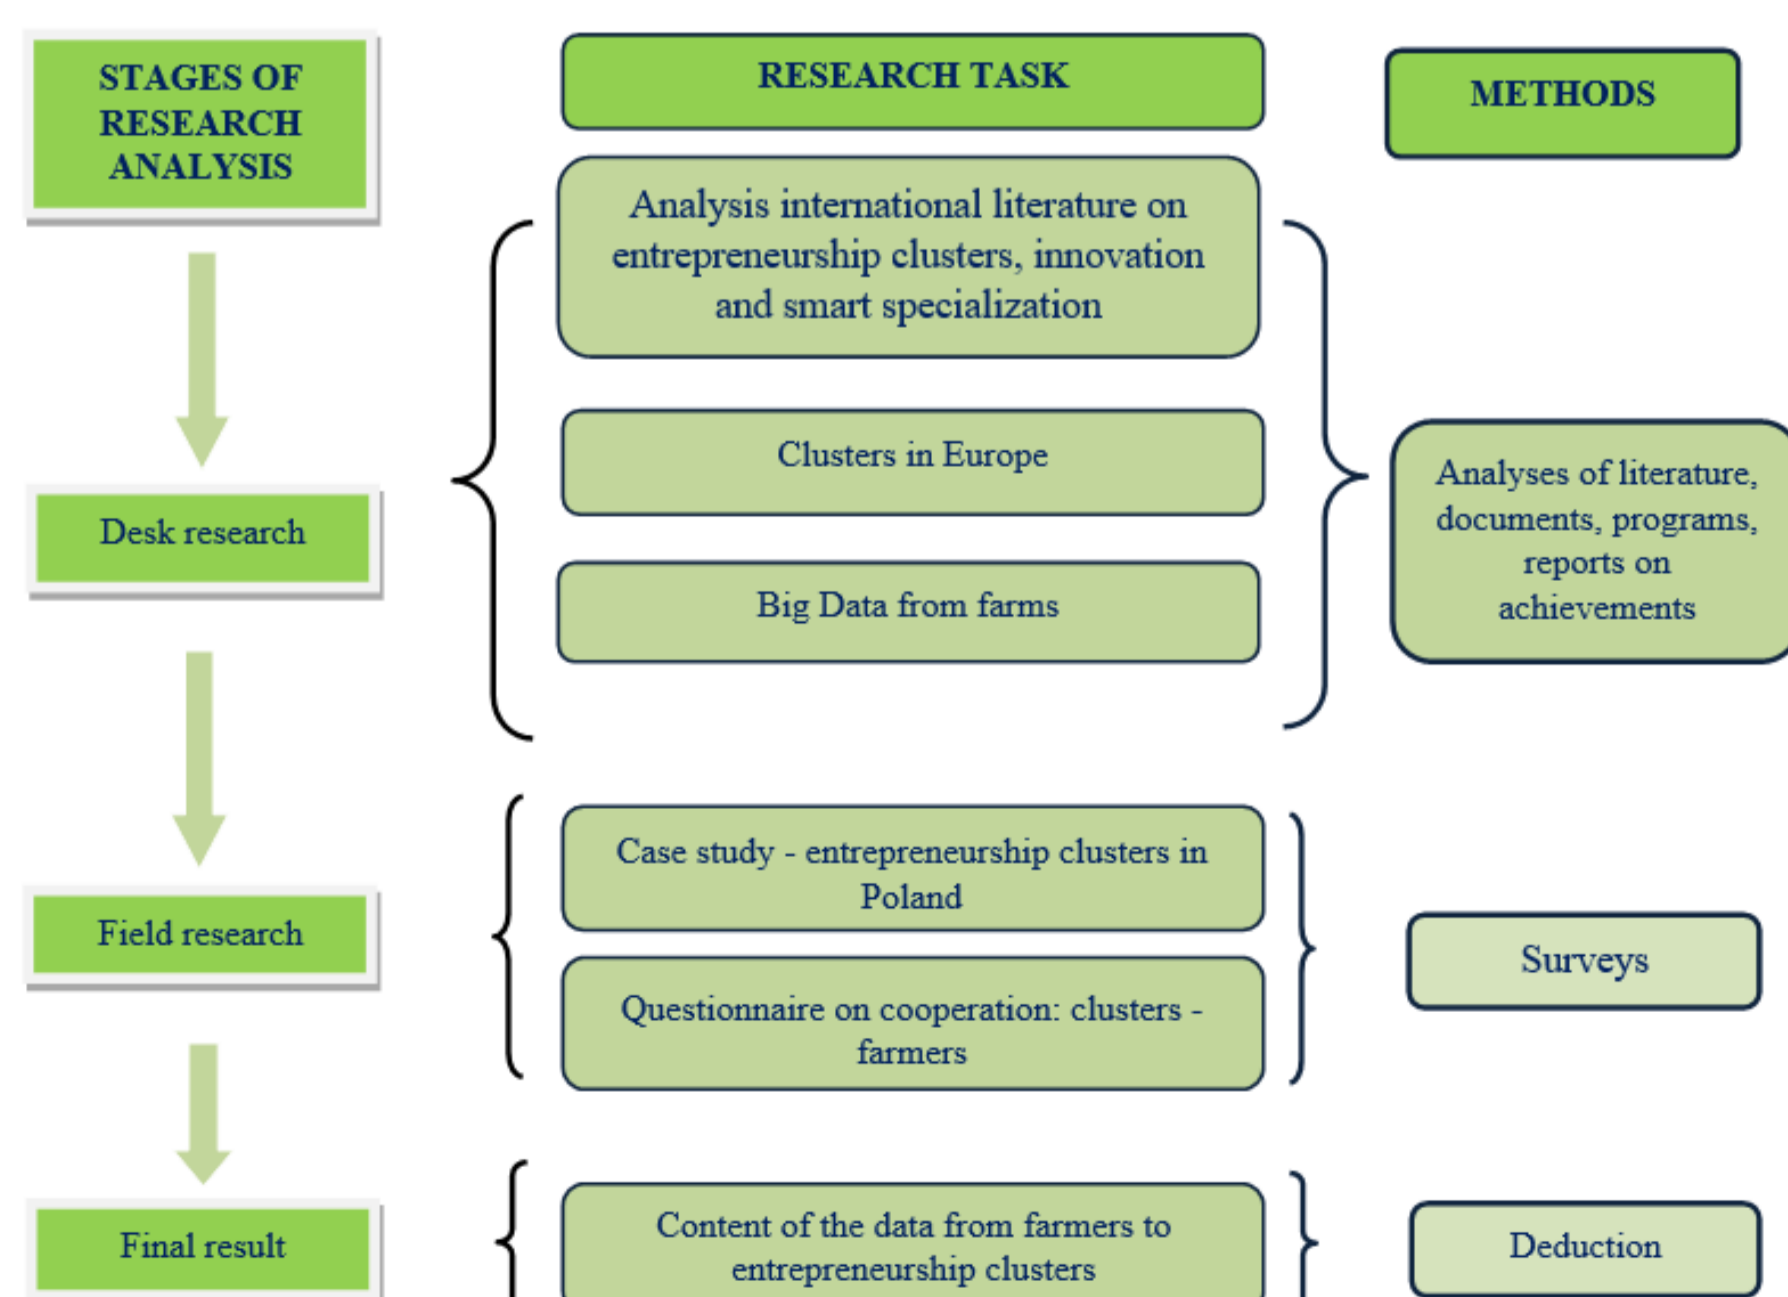 STAGES OF
RESEARCH
ANALYSIS
RESEARCH TASK
METHODS
Analysis international literature on
entrepreneurship clusters, innovation
and smart specialization
Clusters in Europe
Big Data from farms
Desk research
Analyses of literature,
documents, programs,
reports on
achievements
Case study - entrepreneurship clusters in
Poland
Questionnaire on cooperation: clusters -
farmers
Field research
Surveys
Final result
Content of the data from farmers to
entrepreneurship clusters
Deduction